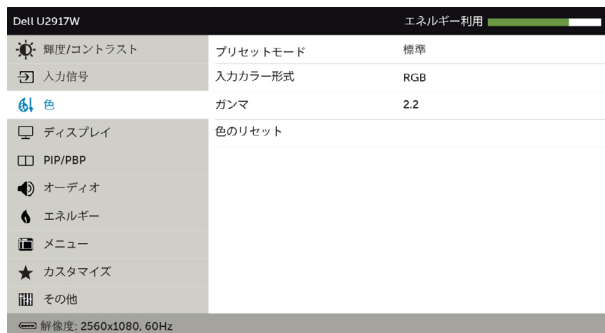 Dell U2917W
エネルギー利用
輝度/コントラスト
入力信号
色
ディスプレイ
PIP/PBP
オーディオ
エネルギー
メニュー
カスタマイズ
その他
プリセットモード 標準
入力カラー形式 RGB
ガンマ 2.2
色のリセット
解像度: 2560x1080, 60Hz